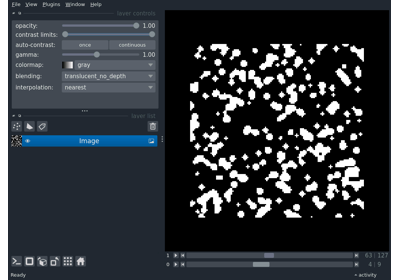 File View Plugins Window Help
layer controls
opacity: 1.00
contrast limits:
auto-contrast: once continuous
gamma: 1.00
colormap: gray
blending: translucent_no_depth
interpolation: nearest
layer list
Image
1 63 127
0 4 9
Ready activity